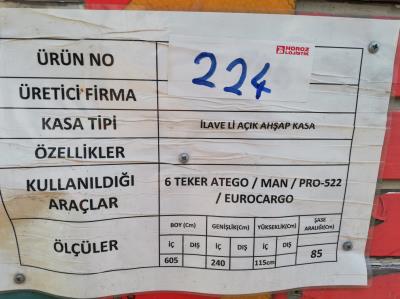 HOROZ
LOJİSTİK
ÜRÜN NO
224
ÜRETİCİ FİRMA
KASA TİPİ İLAVE Lİ AÇIK AHŞAP KASA
ÖZELLİKLER
KULLANILDIĞI ARAÇLAR
6 TEKER ATEGO / MAN / PRO-522
/ EUROCARGO
ÖLÇÜLER
BOY (Cm) GENİŞLİK(Cm) YÜKSEKLİK(Cm) ŞASE
ARALIĞI(Cm)
İÇ DIŞ İÇ DIŞ İÇ DIŞ
605 240 115cm 85